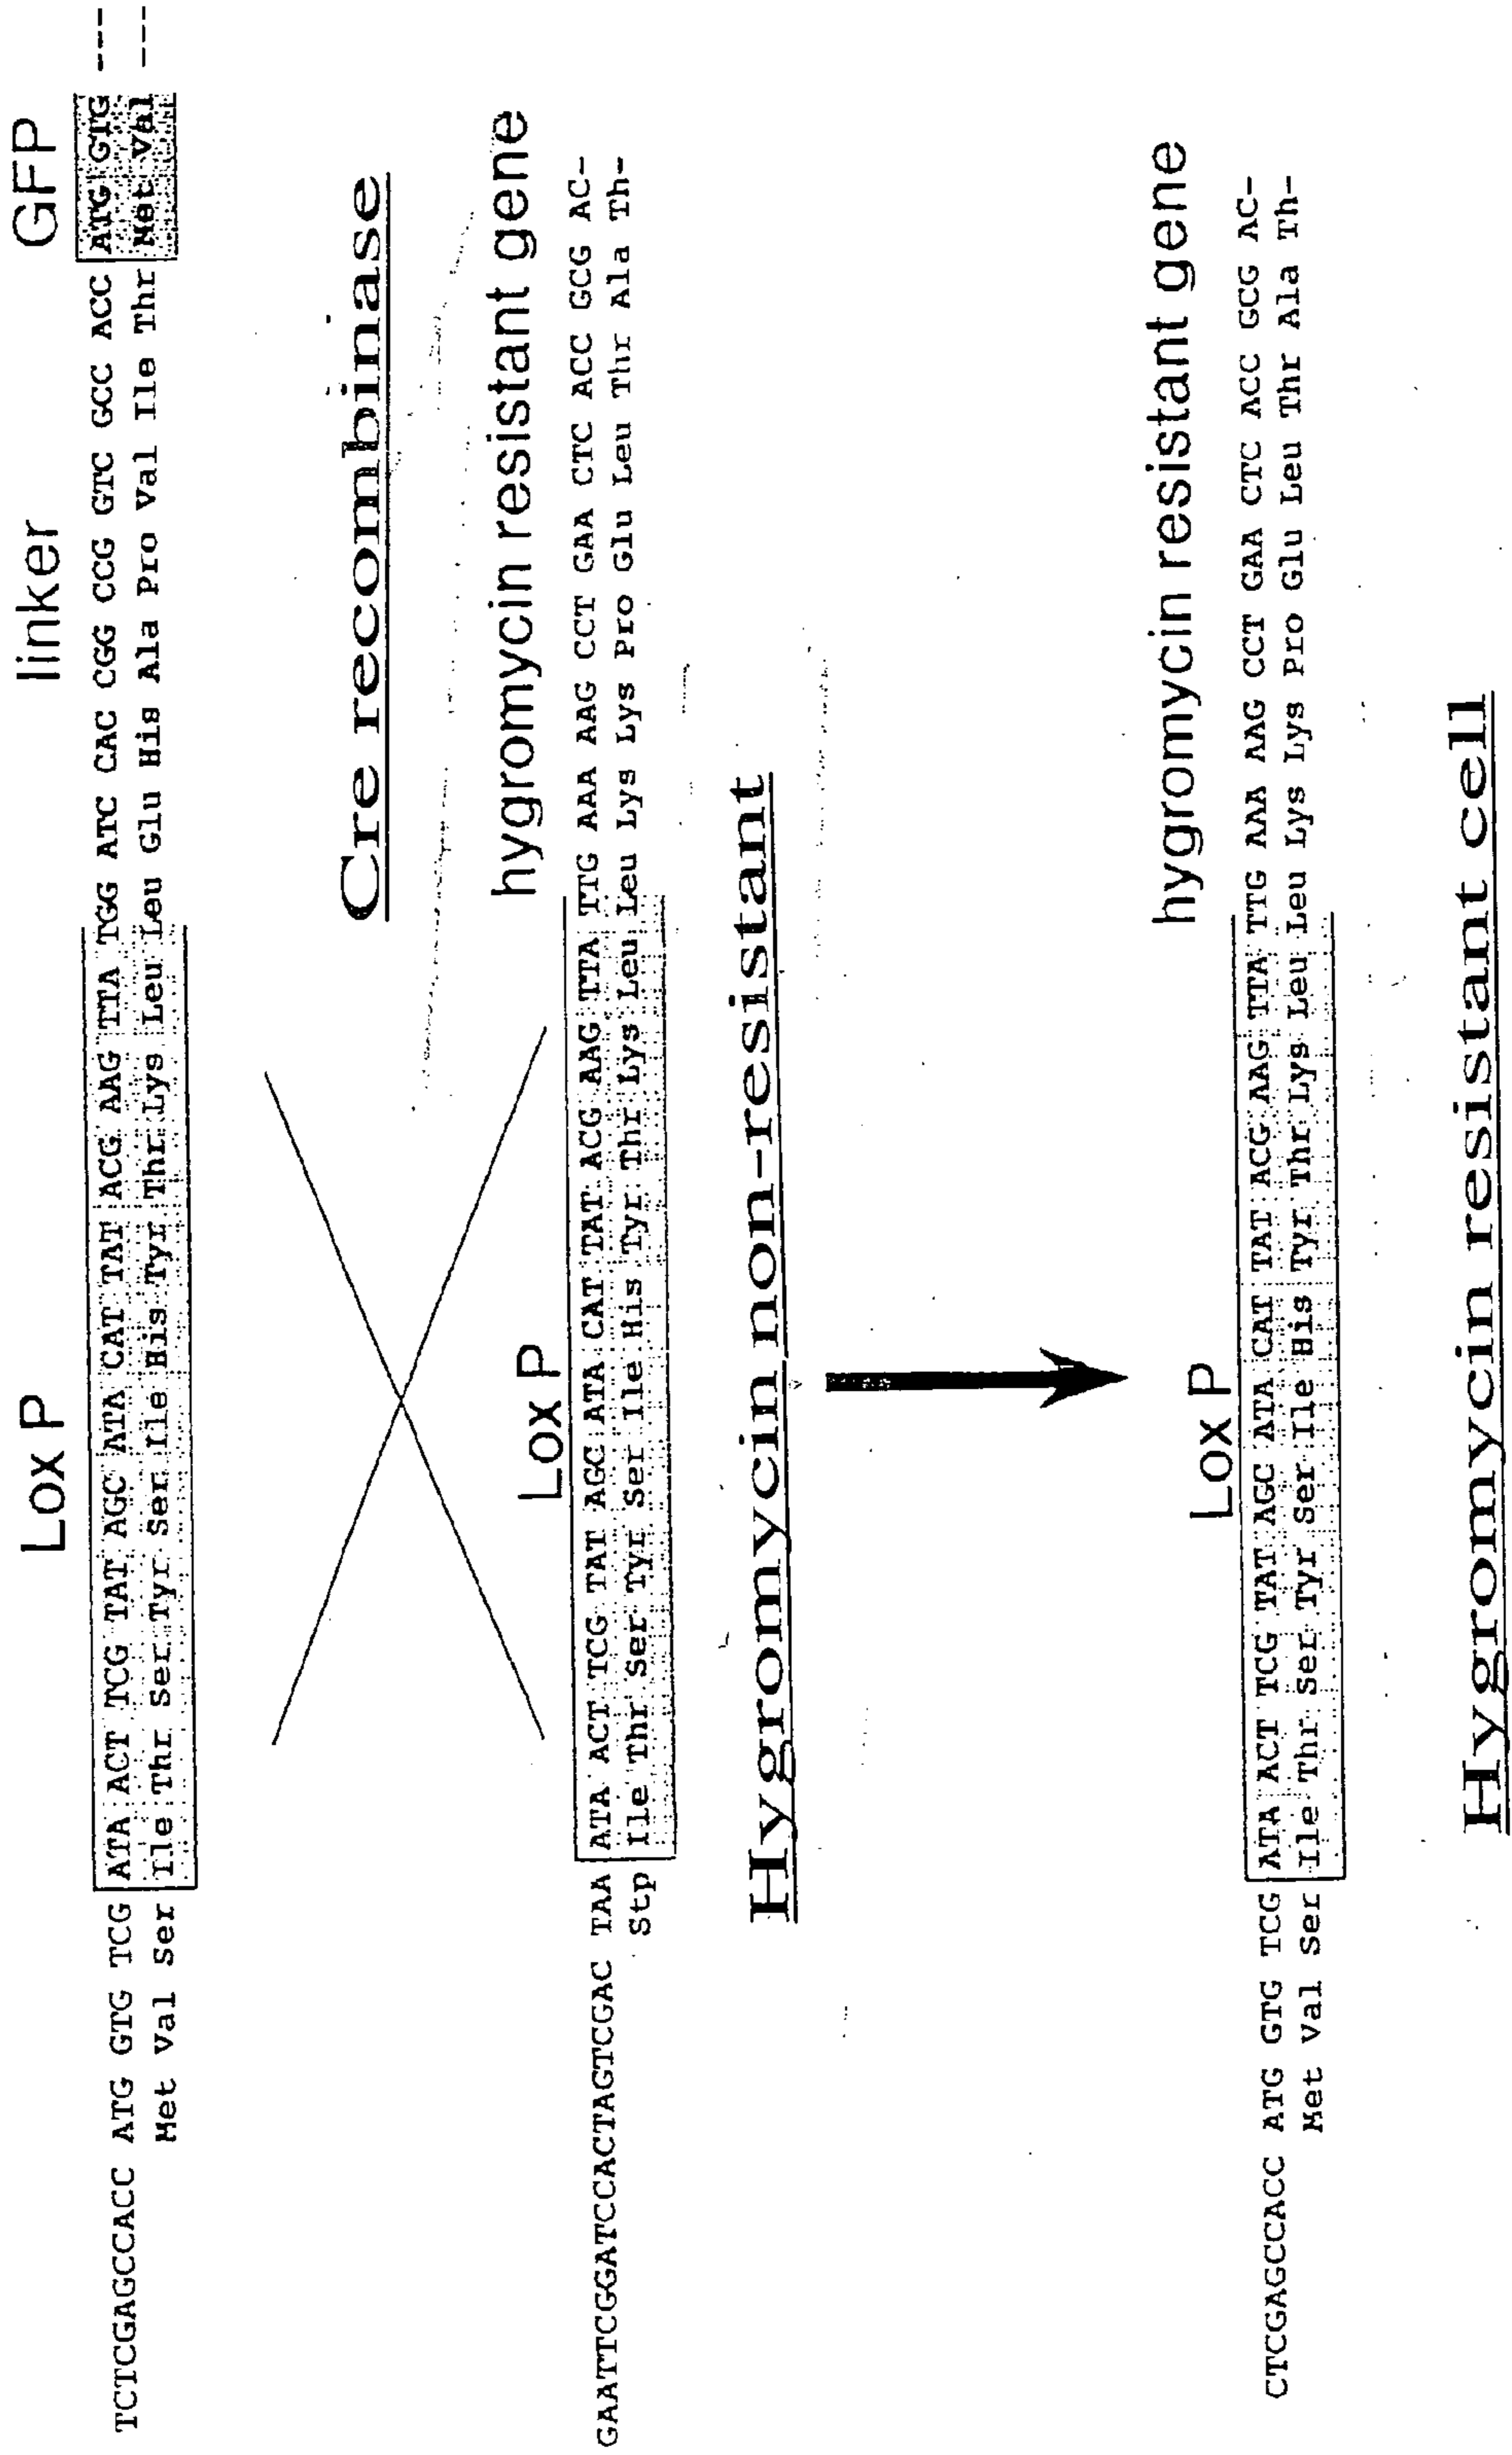 Lox P linker GFP
TCTCGAGCCACC ATG GTG TCG ATA ACT TCG TAT AGC ATA CAT TAT ACG AAG TTA TGG ATC CAC CGG CCG GTC GCC ACC ATG GTG ---
Met Val Ser Ile Thr Ser Tyr Ser Ile His Tyr Thr Lys Leu Leu Glu His Ala Pro Val Ile Thr Met Val ---
Cre recombinase
Lox P hygromycin resistant gene
GAATTCGGATCCACTAGTCGAC TAA ATA ACT TCG TAT AGC ATA CAT TAT ACG AAG TTA TTG AAA AAG CCT GAA CTC ACC GCG AC-
Stp Ile Thr Ser Tyr Ser Ile His Tyr Thr Lys Leu Leu Lys Lys Pro Glu Leu Thr Ala Th-
Hygromycin non-resistant
Lox P hygromycin resistant gene
CTCGAGCCACC ATG GTG TCG ATA ACT TCG TAT AGC ATA CAT TAT ACG AAG TTA TTG AAA AAG CCT GAA CTC ACC GCG AC-
Met Val Ser Ile Thr Ser Tyr Ser Ile His Tyr Thr Lys Leu Leu Lys Lys Pro Glu Leu Thr Ala Th-
Hygromycin resistant cell